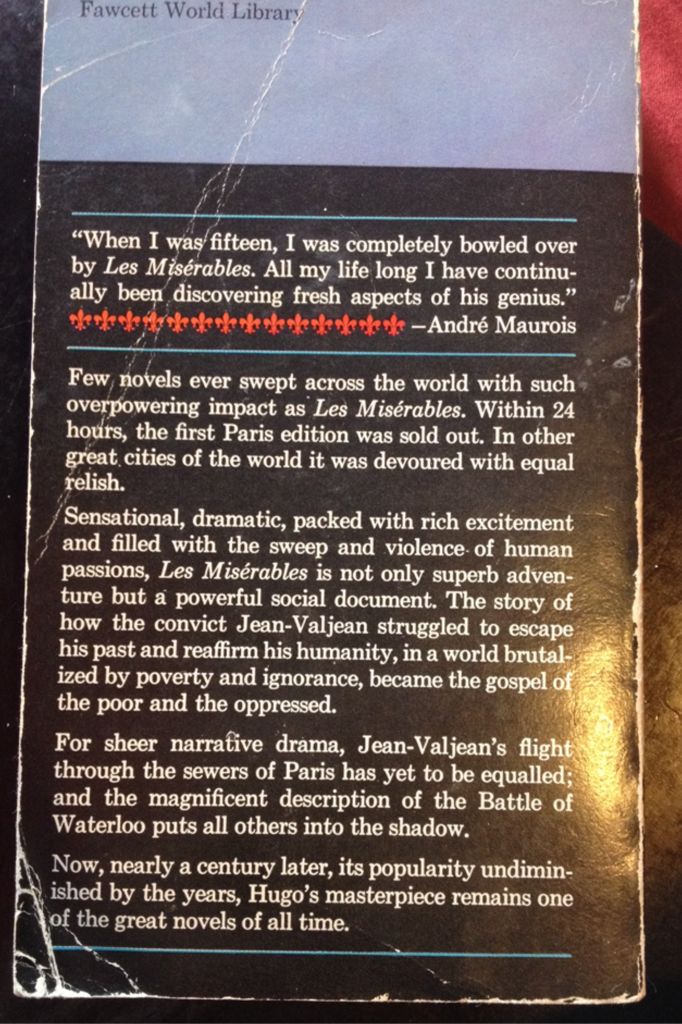 Fawcett World Library
“When I was fifteen, I was completely bowled over
by Les Misérables. All my life long I have continu-
ally been discovering fresh aspects of his genius.”
—André Maurois
Few novels ever swept across the world with such
overpowering impact as Les Misérables. Within 24
hours, the first Paris edition was sold out. In other
great cities of the world it was devoured with equal
relish.
Sensational, dramatic, packed with rich excitement
and filled with the sweep and violence of human
passions, Les Misérables is not only superb adven-
ture but a powerful social document. The story of
how the convict Jean-Valjean struggled to escape
his past and reaffirm his humanity, in a world brutal-
ized by poverty and ignorance, became the gospel of
the poor and the oppressed.
For sheer narrative drama, Jean-Valjean’s flight
through the sewers of Paris has yet to be equalled;
and the magnificent description of the Battle of
Waterloo puts all others into the shadow.
Now, nearly a century later, its popularity undimin-
ished by the years, Hugo’s masterpiece remains one
of the great novels of all time.